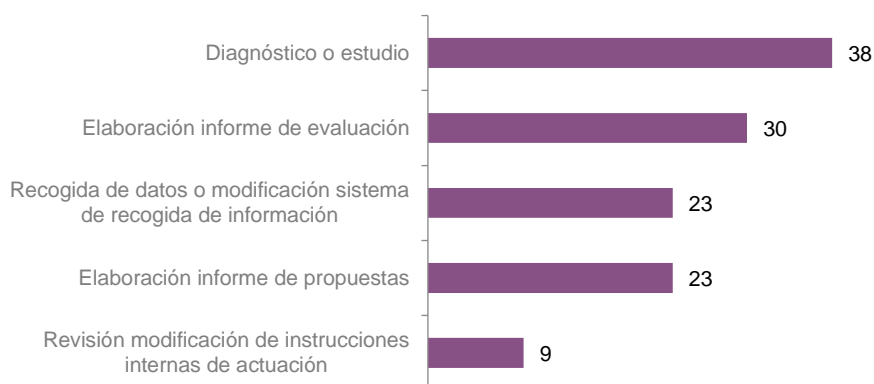 Diagnóstico o estudio
38
Elaboración informe de evaluación
30
Recogida de datos o modificación sistema
de recogida de información
23
Elaboración informe de propuestas
23
Revisión modificación de instrucciones
internas de actuación
9